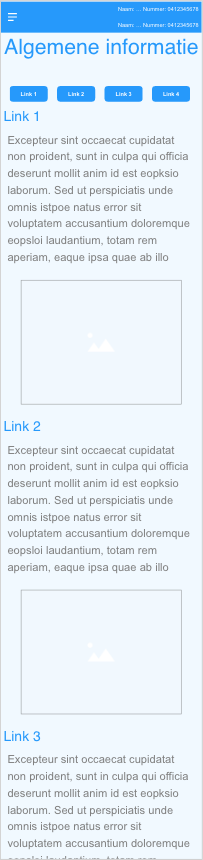 Naam: ... Nummer: 0412345678
Naam: ... Nummer: 0412345678
Algemene informatie
Link 1 Link 2 Link 3 Link 4
Link 1
Excepteur sint occaecat cupidatat
non proident, sunt in culpa qui officia
deserunt mollit anim id est eopksio
laborum. Sed ut perspiciatis unde
omnis istpoe natus error sit
voluptatem accusantium doloremque
eopsloi laudantium, totam rem
aperiam, eaque ipsa quae ab illo
Link 2
Excepteur sint occaecat cupidatat
non proident, sunt in culpa qui officia
deserunt mollit anim id est eopksio
laborum. Sed ut perspiciatis unde
omnis istpoe natus error sit
voluptatem accusantium doloremque
eopsloi laudantium, totam rem
aperiam, eaque ipsa quae ab illo
Link 3
Excepteur sint occaecat cupidatat
non proident, sunt in culpa qui officia
deserunt mollit anim id est eopksio
laborum. Sed ut perspiciatis unde
omnis istpoe natus error sit
voluptatem accusantium doloremque
eopsloi laudantium, totam rem